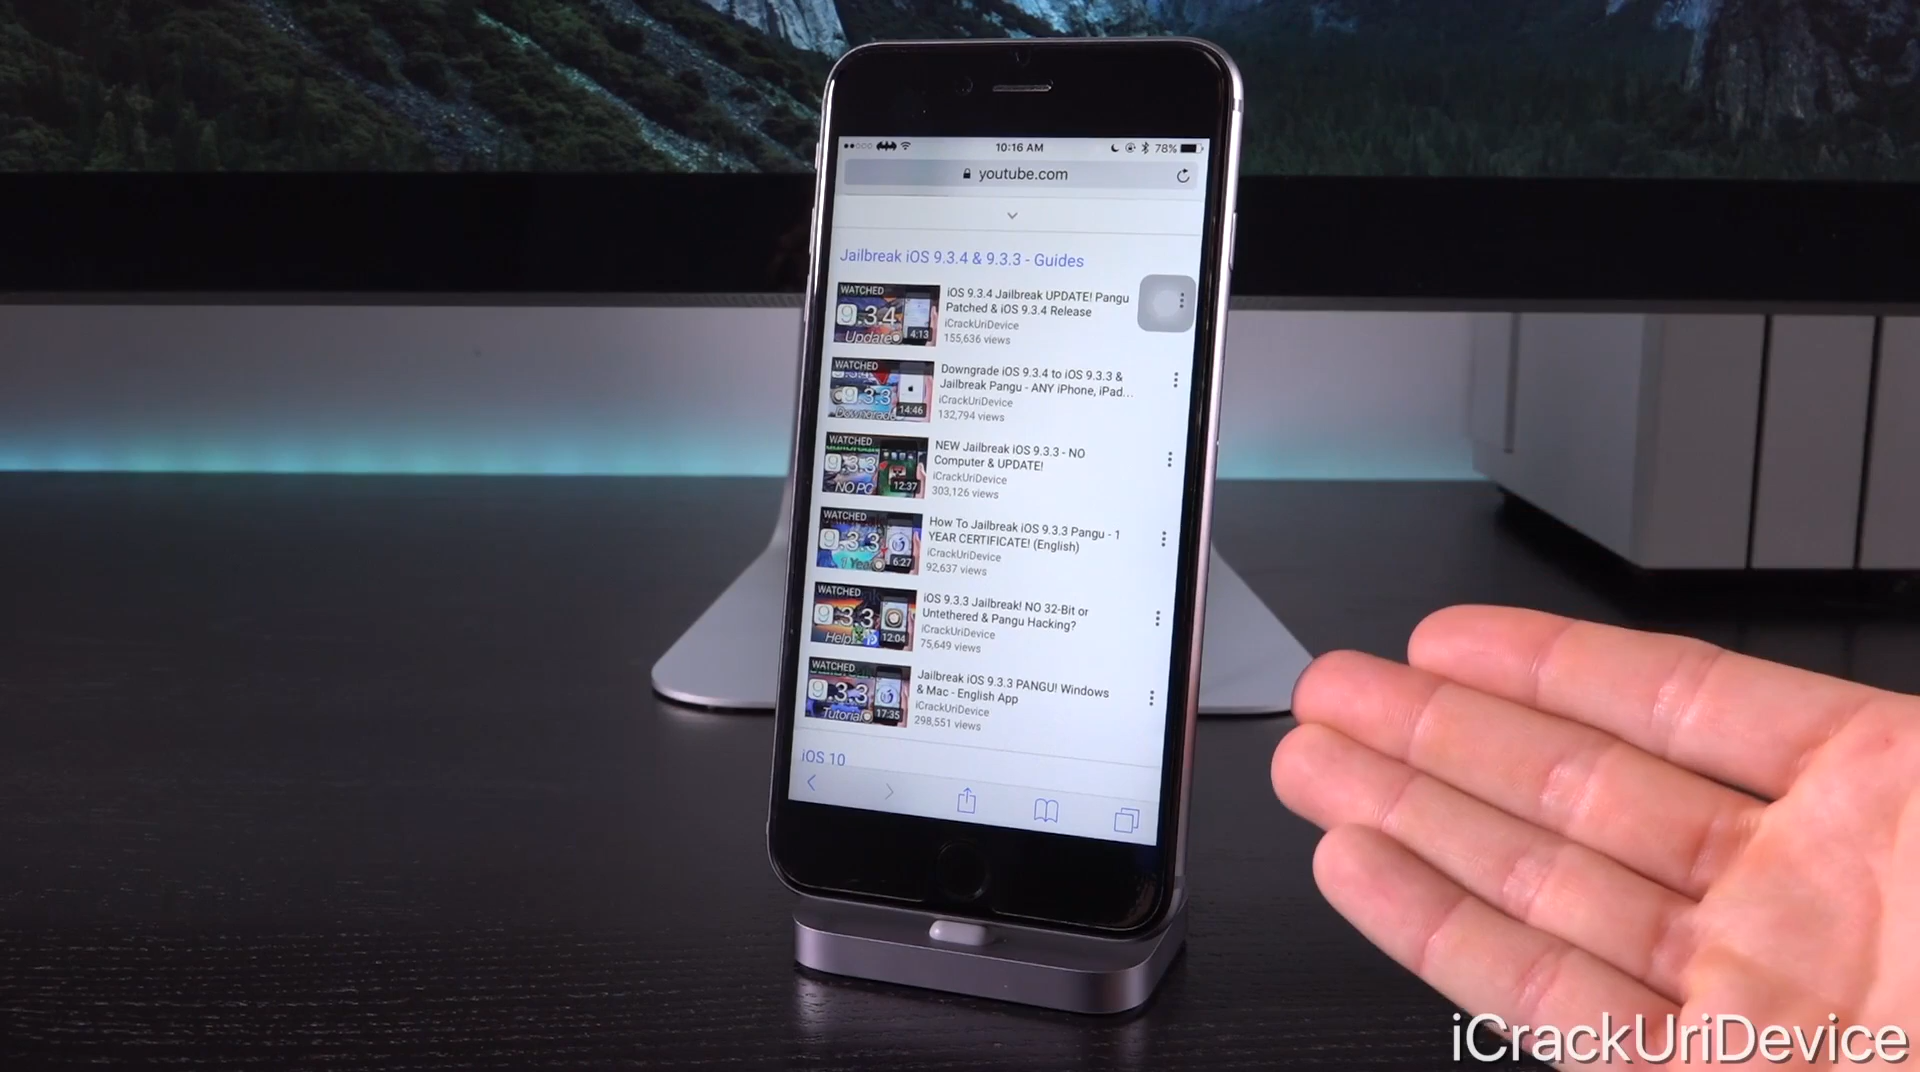 10:16 AM
78%
youtube.com
Jailbreak iOS 9.3.4 & 9.3.3 - Guides
WATCHED
9.3.4
Update
4:13
iOS 9.3.4 Jailbreak UPDATE! Pangu
Patched & iOS 9.3.4 Release
iCrackUriDevice
155,636 views
WATCHED
9.3.3
Downgrade
14:46
Downgrade iOS 9.3.4 to iOS 9.3.3 &
Jailbreak Pangu - ANY iPhone, iPad...
iCrackUriDevice
132,794 views
WATCHED
9.3.3
NO PC
12:37
NEW Jailbreak iOS 9.3.3 - NO
Computer & UPDATE!
iCrackUriDevice
303,126 views
WATCHED
9.3.3
1 Year
6:27
How To Jailbreak iOS 9.3.3 Pangu - 1
YEAR CERTIFICATE! (English)
iCrackUriDevice
92,637 views
WATCHED
9.3.3
Help
12:04
iOS 9.3.3 Jailbreak! NO 32-Bit or
Untethered & Pangu Hacking?
iCrackUriDevice
75,649 views
WATCHED
9.3.3
Tutorial
17:35
Jailbreak iOS 9.3.3 PANGU! Windows
& Mac - English App
iCrackUriDevice
298,551 views
iOS 10
iCrackUriDevice